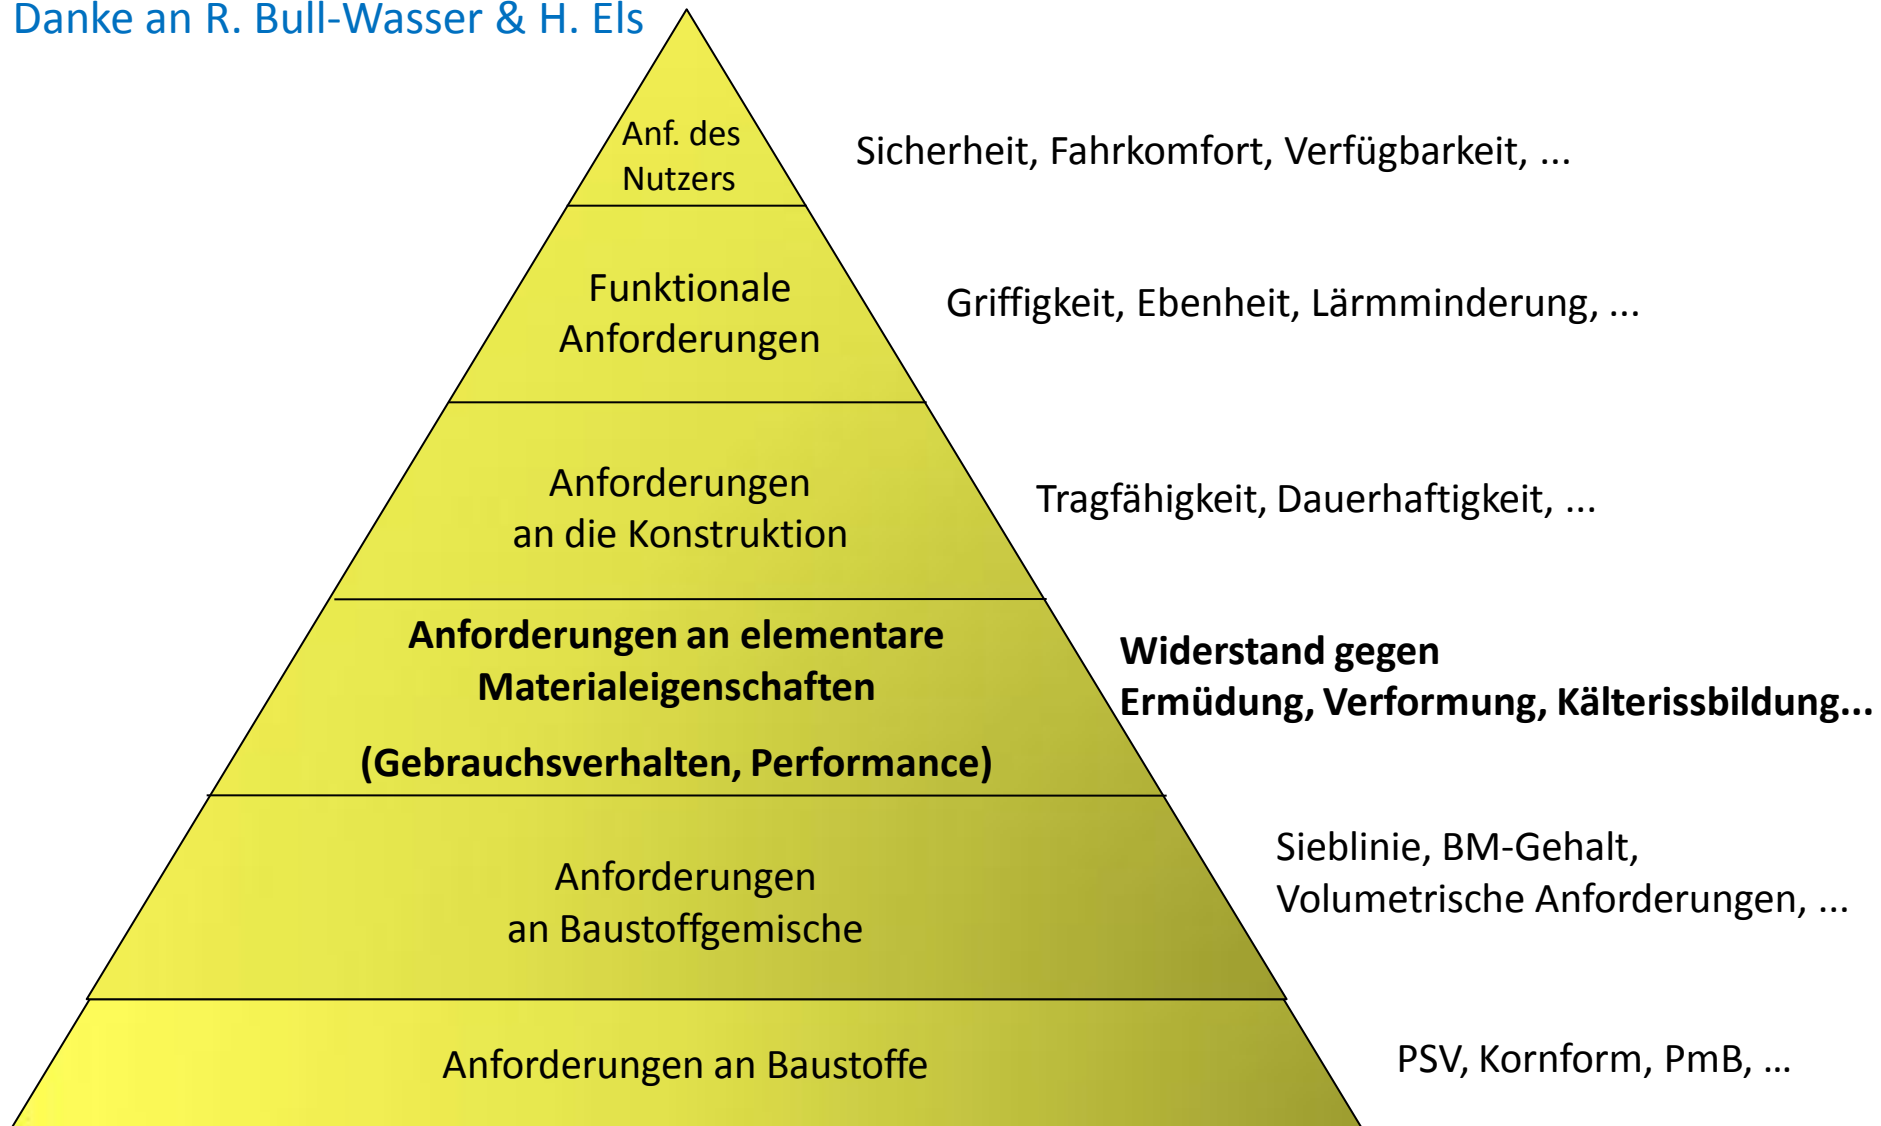 Danke an R. Bull-Wasser & H. Els
Anf. des
Nutzers
Sicherheit, Fahrkomfort, Verfügbarkeit, ...
Funktionale
Anforderungen
Griffigkeit, Ebenheit, Lärmminderung, ...
Anforderungen
an die Konstruktion
Tragfähigkeit, Dauerhaftigkeit, ...
Anforderungen an elementare
Materialeigenschaften
(Gebrauchsverhalten, Performance)
Widerstand gegen
Ermüdung, Verformung, Kälterissbildung...
Anforderungen
an Baustoffgemische
Sieblinie, BM-Gehalt,
Volumetrische Anforderungen, ...
Anforderungen an Baustoffe
PSV, Kornform, PmB, ...